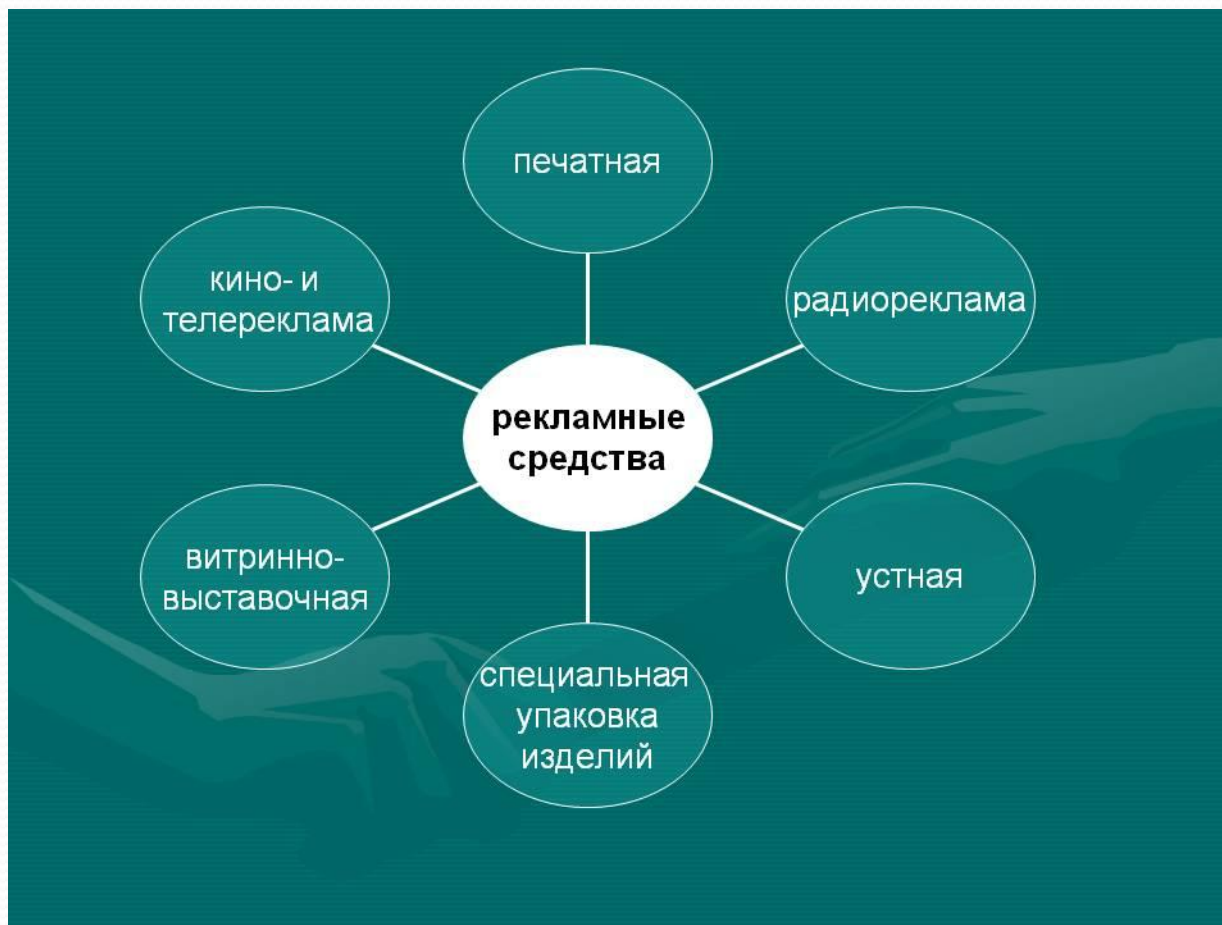 печатная
кино- и
телереклама
радиореклама
рекламные
средства
витринно-
выставочная
устная
специальная
упаковка
изделий